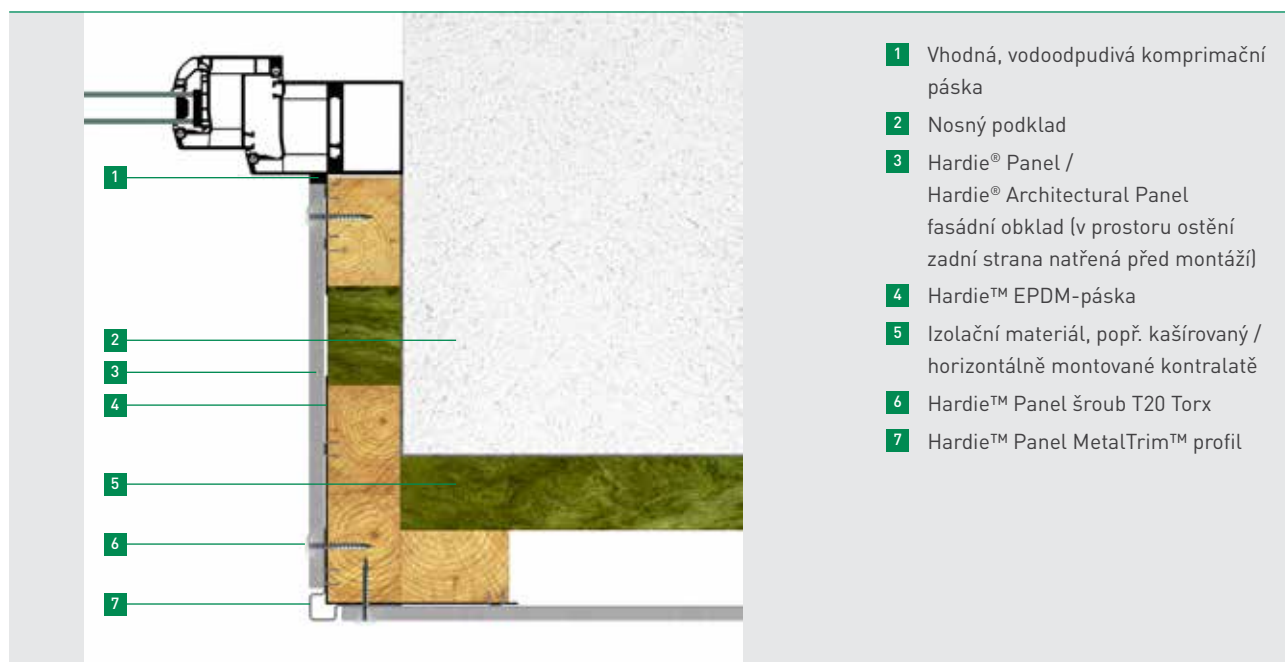 1 Vhodná, vodoodpudivá komprimační
páska
2 Nosný podklad
3 Hardie® Panel /
Hardie® Architectural Panel
fasádní obklad (v prostoru ostění
zadní strana natřená před montáží)
4 Hardie™ EPDM-páska
5 Izolační materiál, popř. kašírovaný /
horizontálně montované kontralatě
6 Hardie™ Panel šroub T20 Torx
7 Hardie™ Panel MetalTrim™ profil
1
2
3
4
5
6
7